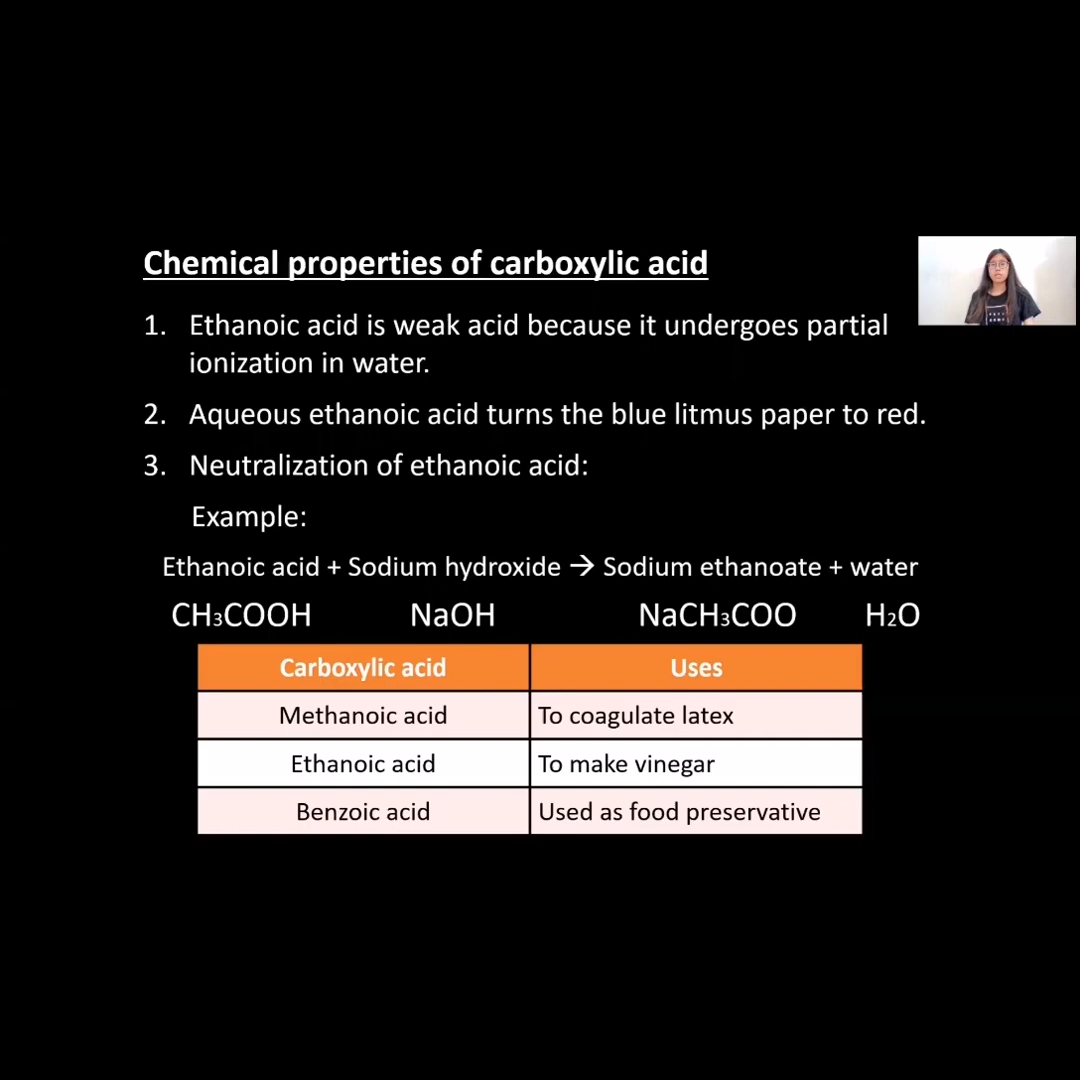 Chemical properties of carboxylic acid
1. Ethanoic acid is weak acid because it undergoes partial
ionization in water.
2. Aqueous ethanoic acid turns the blue litmus paper to red.
3. Neutralization of ethanoic acid:
Example:
Ethanoic acid + Sodium hydroxide → Sodium ethanoate + water
CH₃COOH NaOH NaCH₃COO H₂O
Carboxylic acid Uses
Methanoic acid To coagulate latex
Ethanoic acid To make vinegar
Benzoic acid Used as food preservative